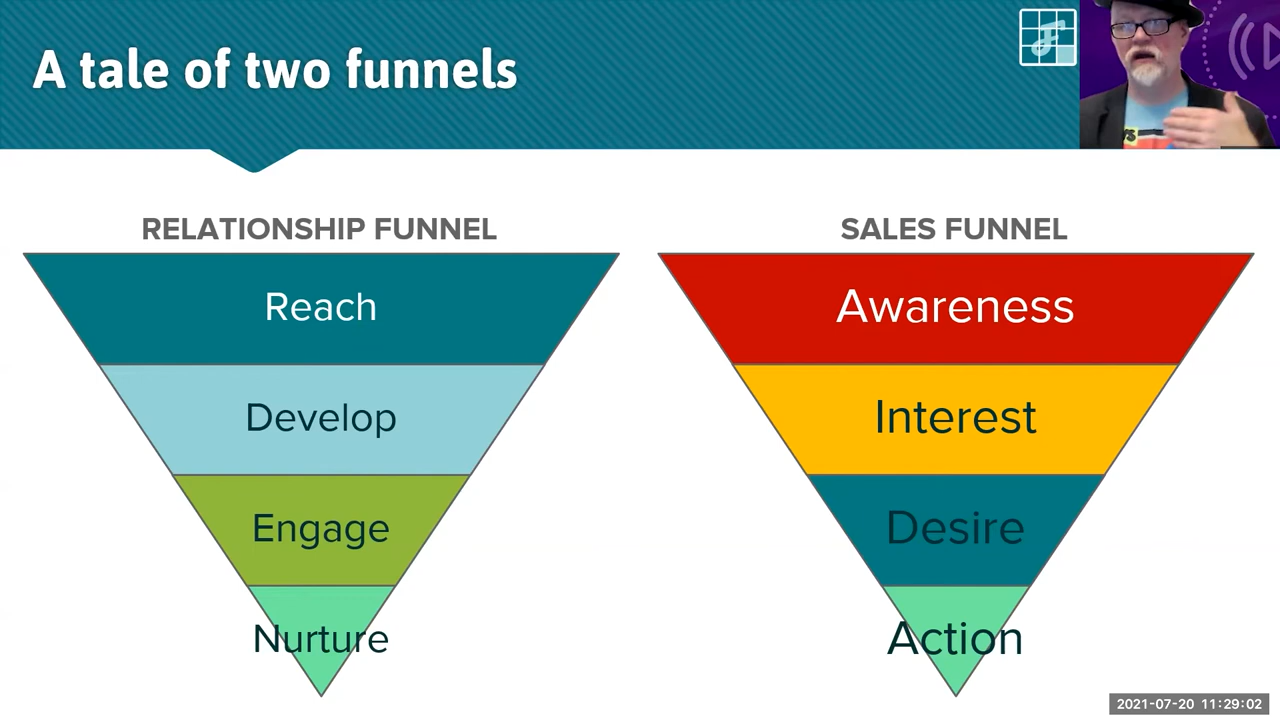 A tale of two funnels
RELATIONSHIP FUNNEL
Reach
Develop
Engage
Nurture
SALES FUNNEL
Awareness
Interest
Desire
Action
2021-07-20 11:29:02